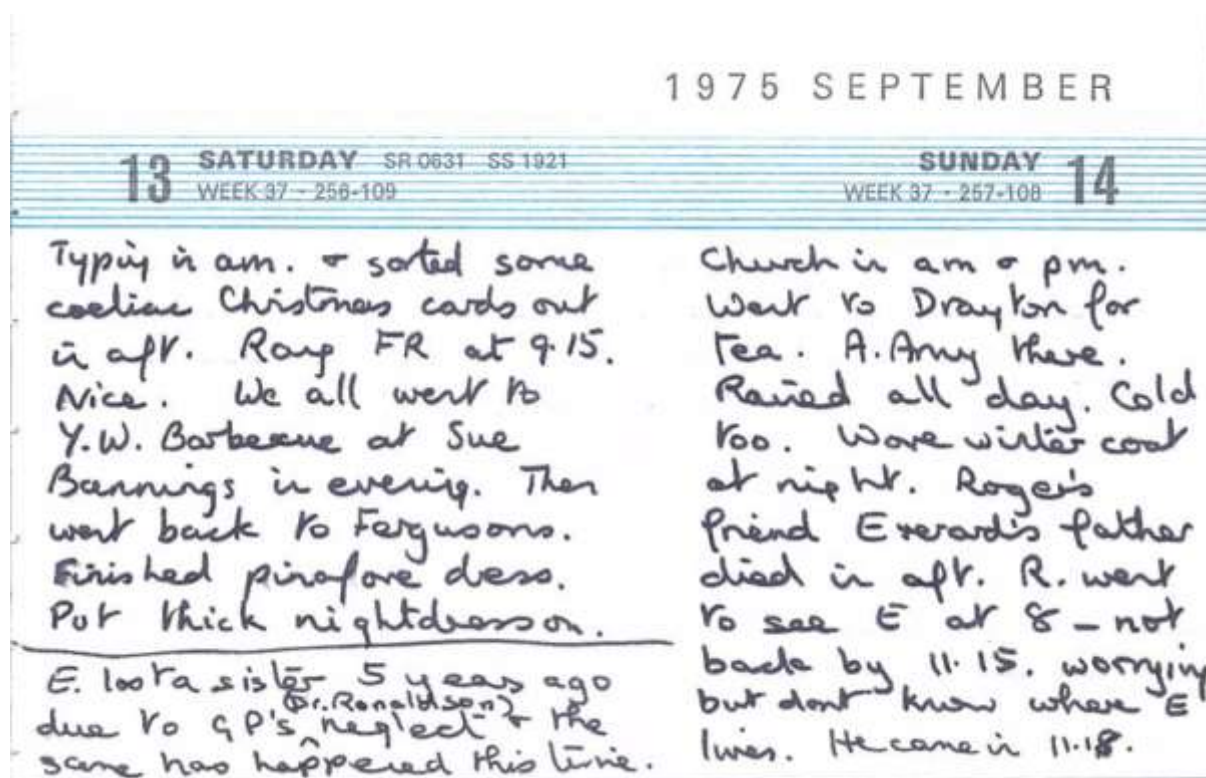 1975 SEPTEMBER
13 SATURDAY SR 0631 SS 1921
WEEK 37 · 256-109
Typing in am. & sorted some
coeliac Christmas cards out
in aft. Rang FR at 9.15.
Nice. We all went to
Y.W. Barbecue at Sue
Bannings in evening. Then
went back to Fergusons.
Finished pinafore dess.
Put thick nightdress on.
E. lost a sister 5 years ago
(Dr. Ronaldson)
due to GP's neglect & the
same has happened this time.
SUNDAY 14
WEEK 37 · 257-108
Church in am & pm.
Went to Drayton for
tea. A. Amy there.
Rained all day. Cold
too. Wore winter coat
at night. Roger's
friend Everard's father
died in aft. R. went
to see E at 8 – not
back by 11.15. worrying
but dont know where E
lives. He came in 11.18.